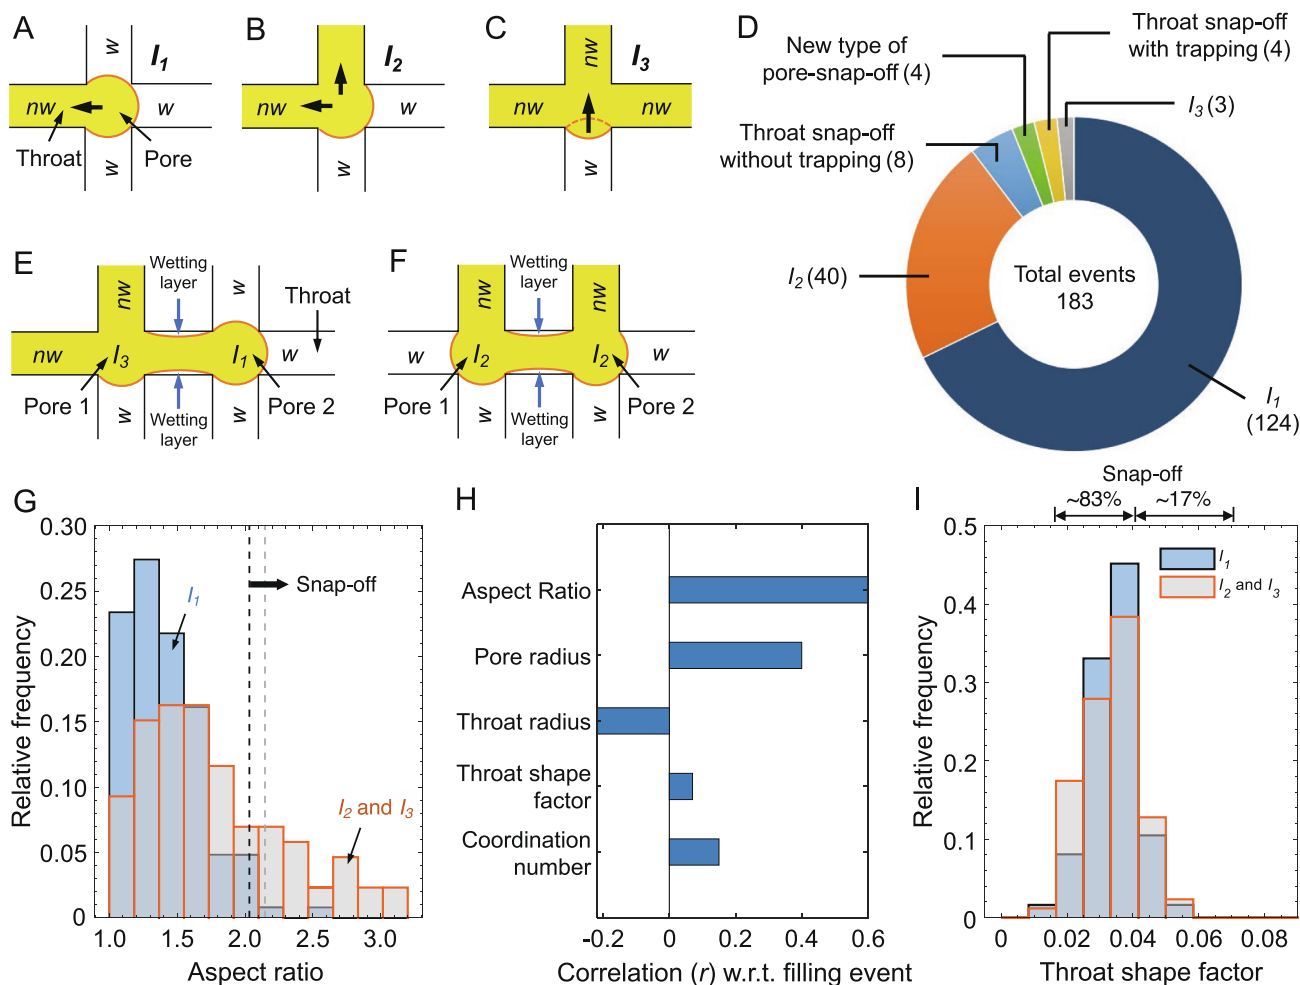 A
w
I1
nw
w
Throat
Pore
w
B
I2
nw
w
w
C
nw
I3
nw
nw
w
D
New type of
pore-snap-off (4)
Throat snap-off
with trapping (4)
Throat snap-off
without trapping (8)
I3 (3)
I2 (40)
Total events
183
I1
(124)
E
nw
Wetting
layer
w
Throat
nw
I3
I1
w
Pore 1
w
Wetting
layer
w
Pore 2
F
nw
Wetting
layer
nw
w
I2
I2
w
Pore 1
w
Wetting
layer
w
Pore 2
G
0.30
0.25
0.20
0.15
0.10
0.05
0
Relative frequency
I1
Snap-off
I2 and I3
1.0
1.5
2.0
2.5
3.0
Aspect ratio
H
Aspect Ratio
Pore radius
Throat radius
Throat shape
factor
Coordination
number
-0.2
0
0.2
0.4
0.6
Correlation (r) w.r.t. filling event
I
Snap-off
~83%
~17%
0.5
0.4
0.3
0.2
0.1
0
Relative frequency
I1
I2 and I3
0
0.02
0.04
0.06
0.08
Throat shape factor